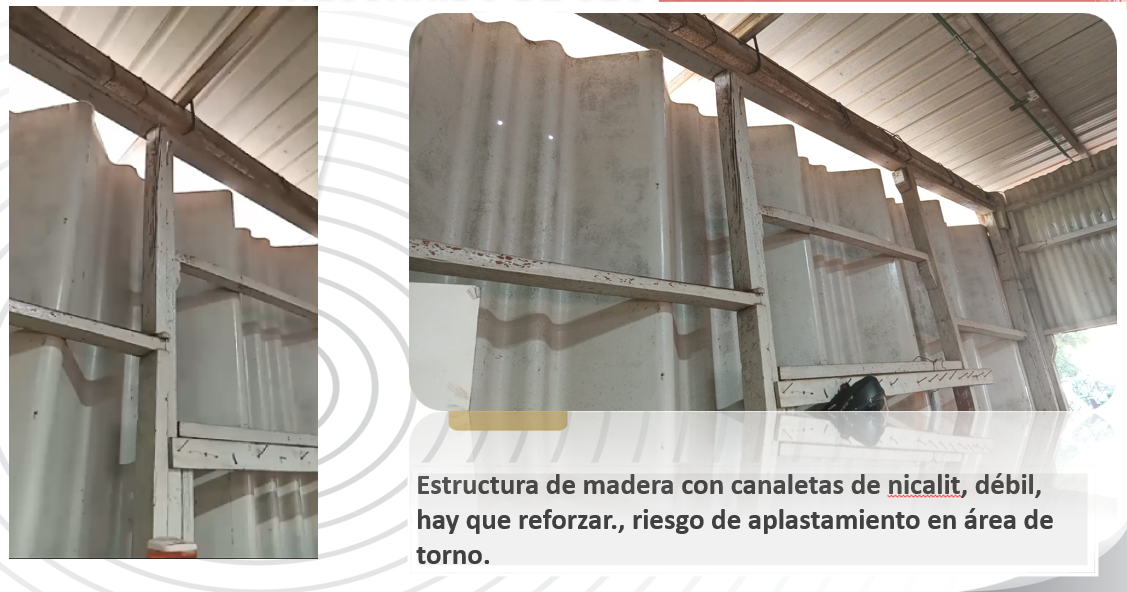 Estructura de madera con canaletas de nicalit, débil,
hay que reforzar., riesgo de aplastamiento en área de
torno.